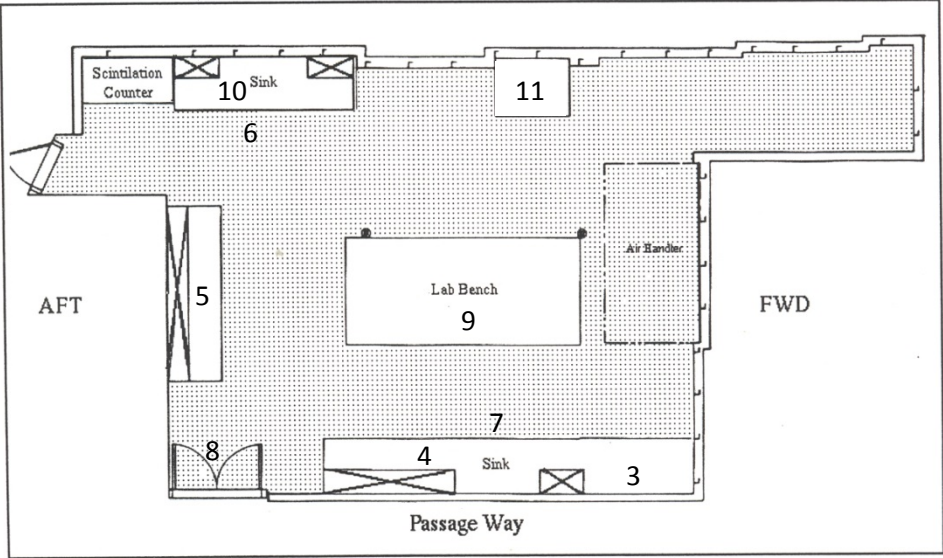 Scintilation
Counter
10
Sink
11
6
Air Handler
5
Lab Bench
9
AFT
FWD
7
8
4
Sink
3
Passage Way